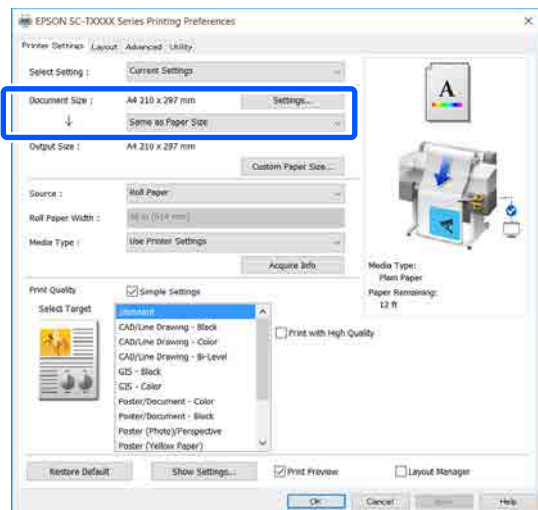 EPSON SC-TXXXX Series Printing Preferences
Printer Settings Layout Advanced Utility
Select Setting : Current Settings
Document Size : A4 210 x 297 mm Settings...
↓ Same as Paper Size
Output Size : A4 210 x 297 mm
Custom Paper Size...
Source : Roll Paper
Roll Paper Width :
Media Type : Use Printer Settings
Acquire Info
A
Media Type:
Plain Paper
Paper Remaining:
12 ft
Print Quality Simple Settings
Select Target
Standard
CAD/Line Drawing - Black
CAD/Line Drawing - Color
CAD/Line Drawing - Bi-Level
GIS - Black
GIS - Color
Poster/Document - Color
Poster/Document - Black
Poster (Photo)/Perspective
Poster (Yellow Paper)
Print with High Quality
Restore Default Show Settings... Print Preview Layout Manager
OK Cancel Help